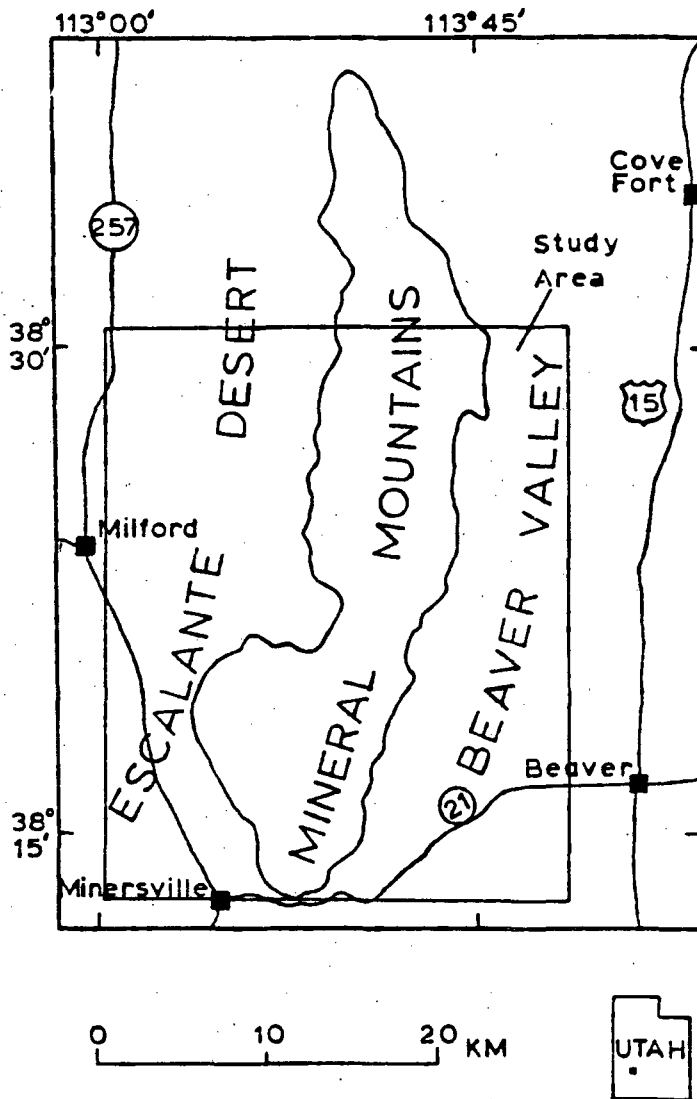 113°00' 113°45'
Cove
Fort
257
Study
Area
DESERT
MOUNTAINS
38°
30'
15
VALLEY
Milford
ESCALANTE
BEAVER
MINERAL
Beaver
21
38°
15'
Minersville
0 10 20 KM
UTAH